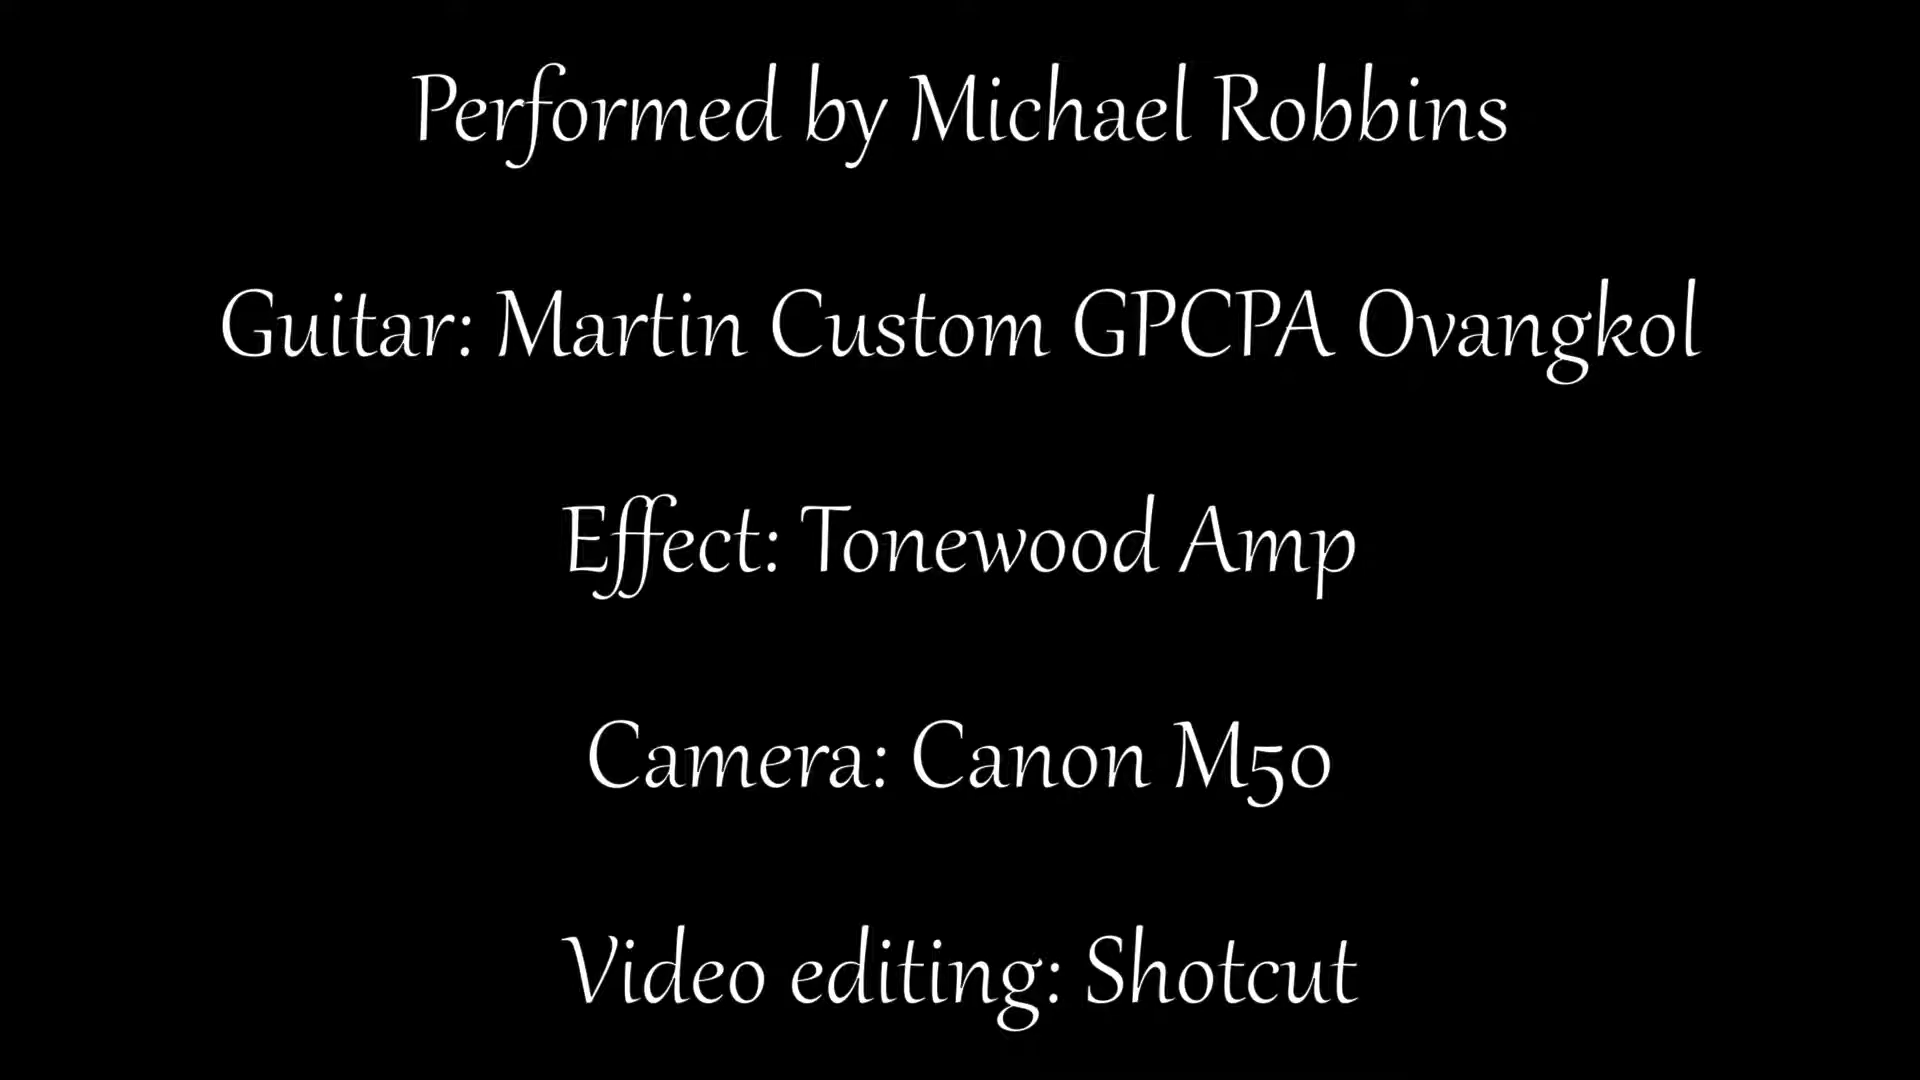 Performed by Michael Robbins
Guitar: Martin Custom GPCPA Ovangkol
Effect: Tonewood Amp
Camera: Canon M50
Video editing: Shotcut